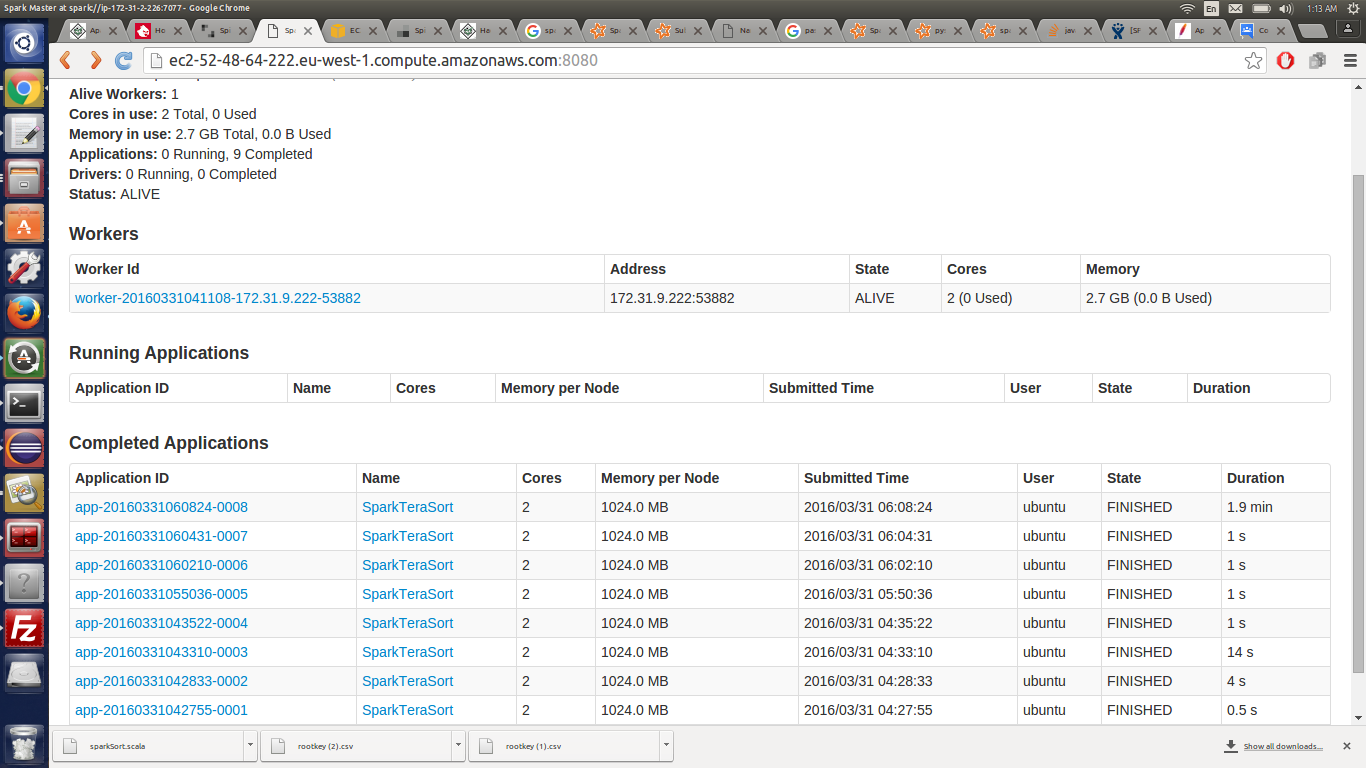 Spark Master at spark://ip-172-31-2-226:7077 - Google Chrome
En 1:13 AM
Ap Ho Spi Spa EC Spi Ha spa Spa Sul Na pas Spa py: spa jav [SF Ap Co
ec2-52-48-64-222.eu-west-1.compute.amazonaws.com:8080
Alive Workers: 1
Cores in use: 2 Total, 0 Used
Memory in use: 2.7 GB Total, 0.0 B Used
Applications: 0 Running, 9 Completed
Drivers: 0 Running, 0 Completed
Status: ALIVE
Workers
Worker Id Address State Cores Memory
worker-20160331041108-172.31.9.222-53882 172.31.9.222:53882 ALIVE 2 (0 Used) 2.7 GB (0.0 B Used)
Running Applications
Application ID Name Cores Memory per Node Submitted Time User State Duration
Completed Applications
Application ID Name Cores Memory per Node Submitted Time User State Duration
app-20160331060824-0008 SparkTeraSort 2 1024.0 MB 2016/03/31 06:08:24 ubuntu FINISHED 1.9 min
app-20160331060431-0007 SparkTeraSort 2 1024.0 MB 2016/03/31 06:04:31 ubuntu FINISHED 1 s
app-20160331060210-0006 SparkTeraSort 2 1024.0 MB 2016/03/31 06:02:10 ubuntu FINISHED 1 s
app-20160331055036-0005 SparkTeraSort 2 1024.0 MB 2016/03/31 05:50:36 ubuntu FINISHED 1 s
app-20160331043522-0004 SparkTeraSort 2 1024.0 MB 2016/03/31 04:35:22 ubuntu FINISHED 1 s
app-20160331043310-0003 SparkTeraSort 2 1024.0 MB 2016/03/31 04:33:10 ubuntu FINISHED 14 s
app-20160331042833-0002 SparkTeraSort 2 1024.0 MB 2016/03/31 04:28:33 ubuntu FINISHED 4 s
app-20160331042755-0001 SparkTeraSort 2 1024.0 MB 2016/03/31 04:27:55 ubuntu FINISHED 0.5 s
sparkSort.scala rootkey (2).csv rootkey (1).csv Show all downloads...